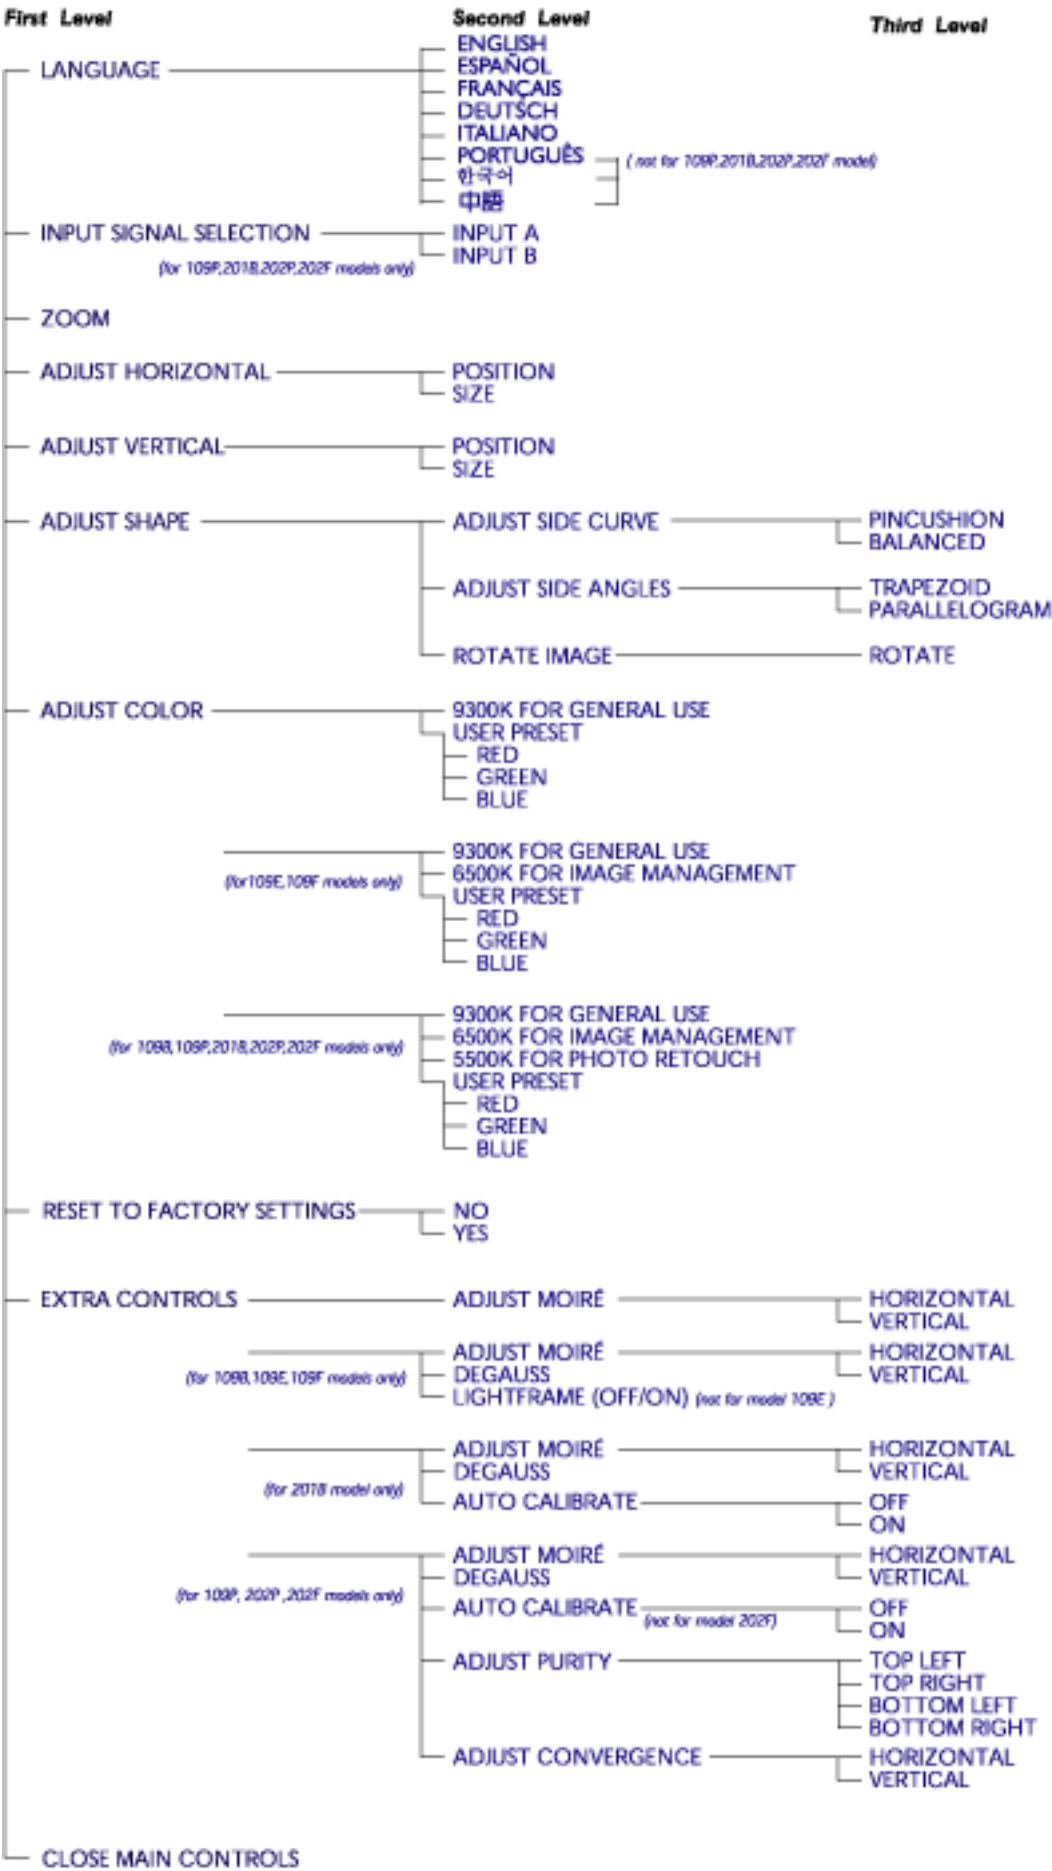 First Level Second Level Third Level
LANGUAGE
ENGLISH
ESPAÑOL
FRANÇAIS
DEUTSCH
ITALIANO
PORTUGUÊS ( not for 109P,201B,202P,202F model)
한국어
中語
INPUT SIGNAL SELECTION INPUT A
(for 109P,201B,202P,202F models only) INPUT B
ZOOM
ADJUST HORIZONTAL POSITION
SIZE
ADJUST VERTICAL POSITION
SIZE
ADJUST SHAPE ADJUST SIDE CURVE PINCUSHION
BALANCED
ADJUST SIDE ANGLES TRAPEZOID
PARALLELOGRAM
ROTATE IMAGE ROTATE
ADJUST COLOR 9300K FOR GENERAL USE
USER PRESET
RED
GREEN
BLUE
9300K FOR GENERAL USE
(for109E,109F models only) 6500K FOR IMAGE MANAGEMENT
USER PRESET
RED
GREEN
BLUE
9300K FOR GENERAL USE
6500K FOR IMAGE MANAGEMENT
(for 109B,109P,201B,202P,202F models only) 5500K FOR PHOTO RETOUCH
USER PRESET
RED
GREEN
BLUE
RESET TO FACTORY SETTINGS NO
YES
EXTRA CONTROLS ADJUST MOIRÉ HORIZONTAL
VERTICAL
ADJUST MOIRÉ HORIZONTAL
(for 109B,109E,109F models only) DEGAUSS VERTICAL
LIGHTFRAME (OFF/ON) (not for model 109E )
ADJUST MOIRÉ HORIZONTAL
DEGAUSS VERTICAL
(for 201B model only) AUTO CALIBRATE OFF
ON
ADJUST MOIRÉ HORIZONTAL
DEGAUSS VERTICAL
(for 109P, 202P ,202F models only) AUTO CALIBRATE (not for model 202F) OFF
ON
ADJUST PURITY TOP LEFT
TOP RIGHT
BOTTOM LEFT
BOTTOM RIGHT
ADJUST CONVERGENCE HORIZONTAL
VERTICAL
CLOSE MAIN CONTROLS